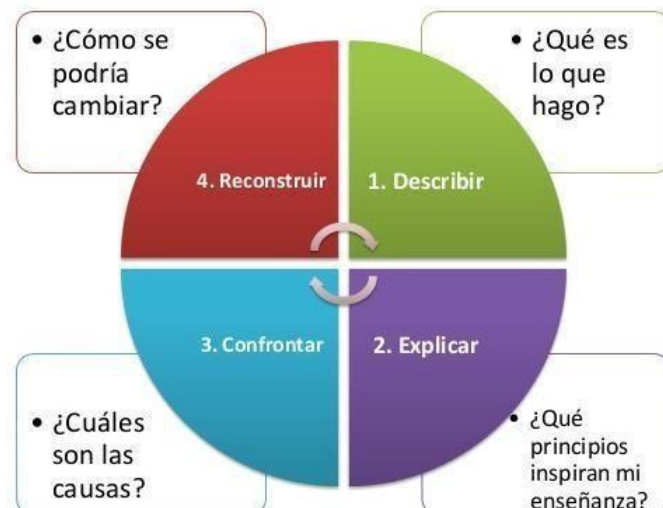 • ¿Cómo se
podría
cambiar?
• ¿Qué es
lo que
hago?
4. Reconstruir
1. Describir
3. Confrontar
2. Explicar
• ¿Cuáles
son las
causas?
• ¿Qué
principios
inspiran mi
enseñanza?